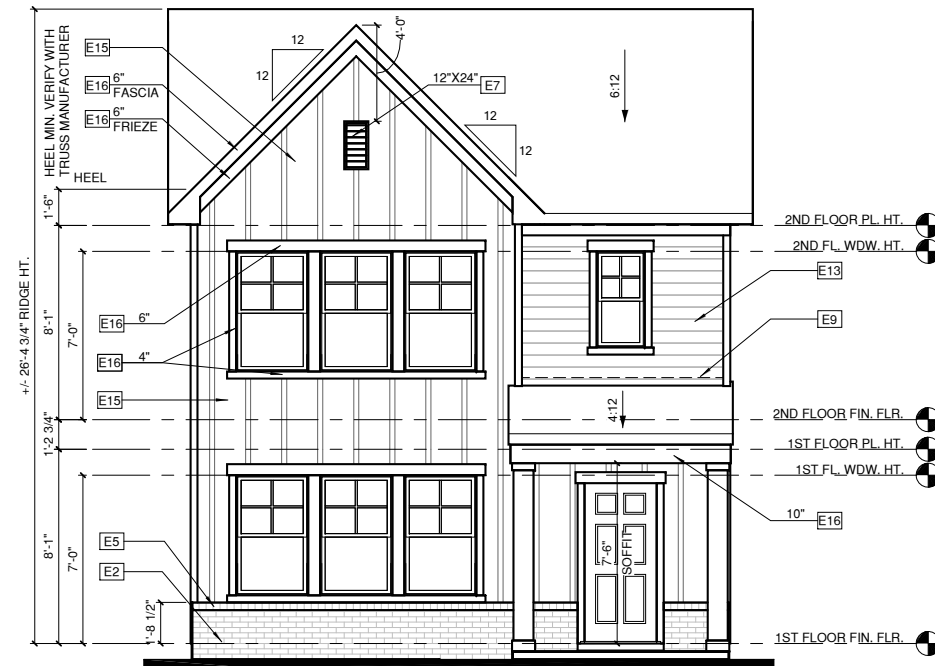 +/- 26'-4 3/4" RIDGE HT.
HEEL MIN. VERIFY WITH
TRUSS MANUFACTURER
HEEL
1'-6"
8'-1"
7'-0"
1'-2 3/4"
8'-1"
7'-0"
1'-8 1/2"
E15
E16 6"
FASCIA
E16 6"
FRIEZE
12
12
4'-0"
12"X24" E7
12
12
6:12
2ND FLOOR PL. HT.
2ND FL. WDW. HT.
E13
E9
E16 6"
E16 4"
E15
4:12
2ND FLOOR FIN. FLR.
1ST FLOOR PL. HT.
1ST FL. WDW. HT.
10" E16
7'-6"
SOFFIT
E5
E2
1ST FLOOR FIN. FLR.